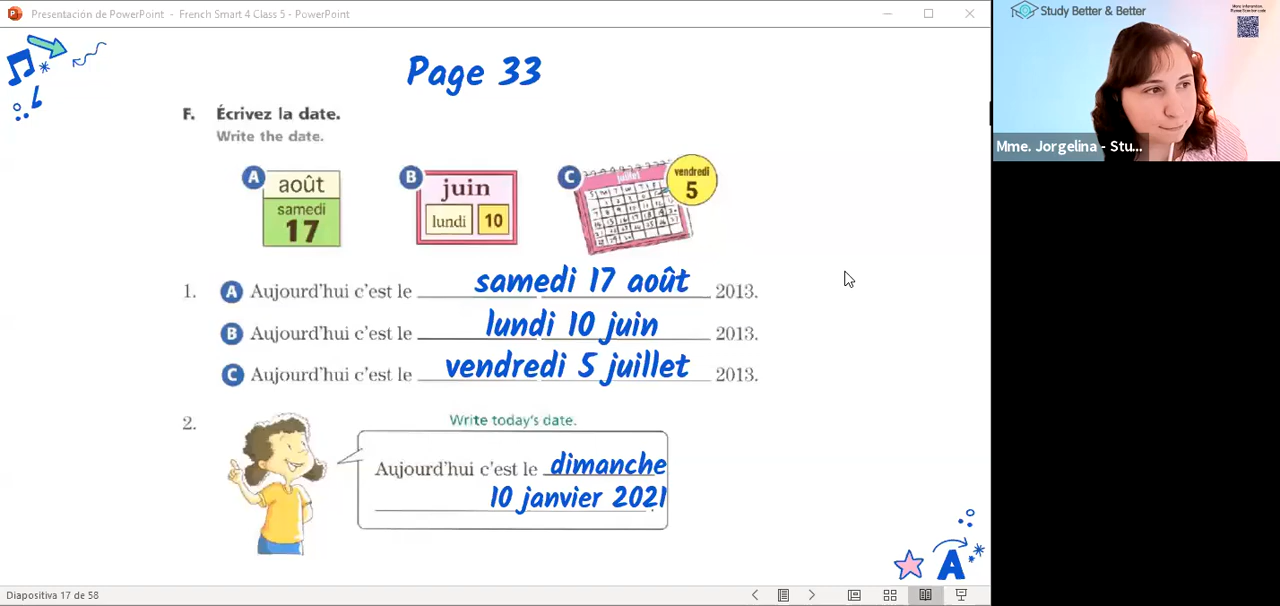 Presentación de PowerPoint - French Smart 4 Class 5 - PowerPoint
Study Better & Better
Mme. Jorgelina - Stu...
Page 33
F. Écrivez la date.
Write the date.
A
août
samedi
17
B
juin
lundi 10
C
juillet
vendredi
5
1. A Aujourd'hui c'est le samedi 17 août 2013.
B Aujourd'hui c'est le lundi 10 juin 2013.
C Aujourd'hui c'est le vendredi 5 juillet 2013.
2.
Write today's date.
Aujourd'hui c'est le dimanche
10 janvier 2021.
A
Diapositiva 17 de 58